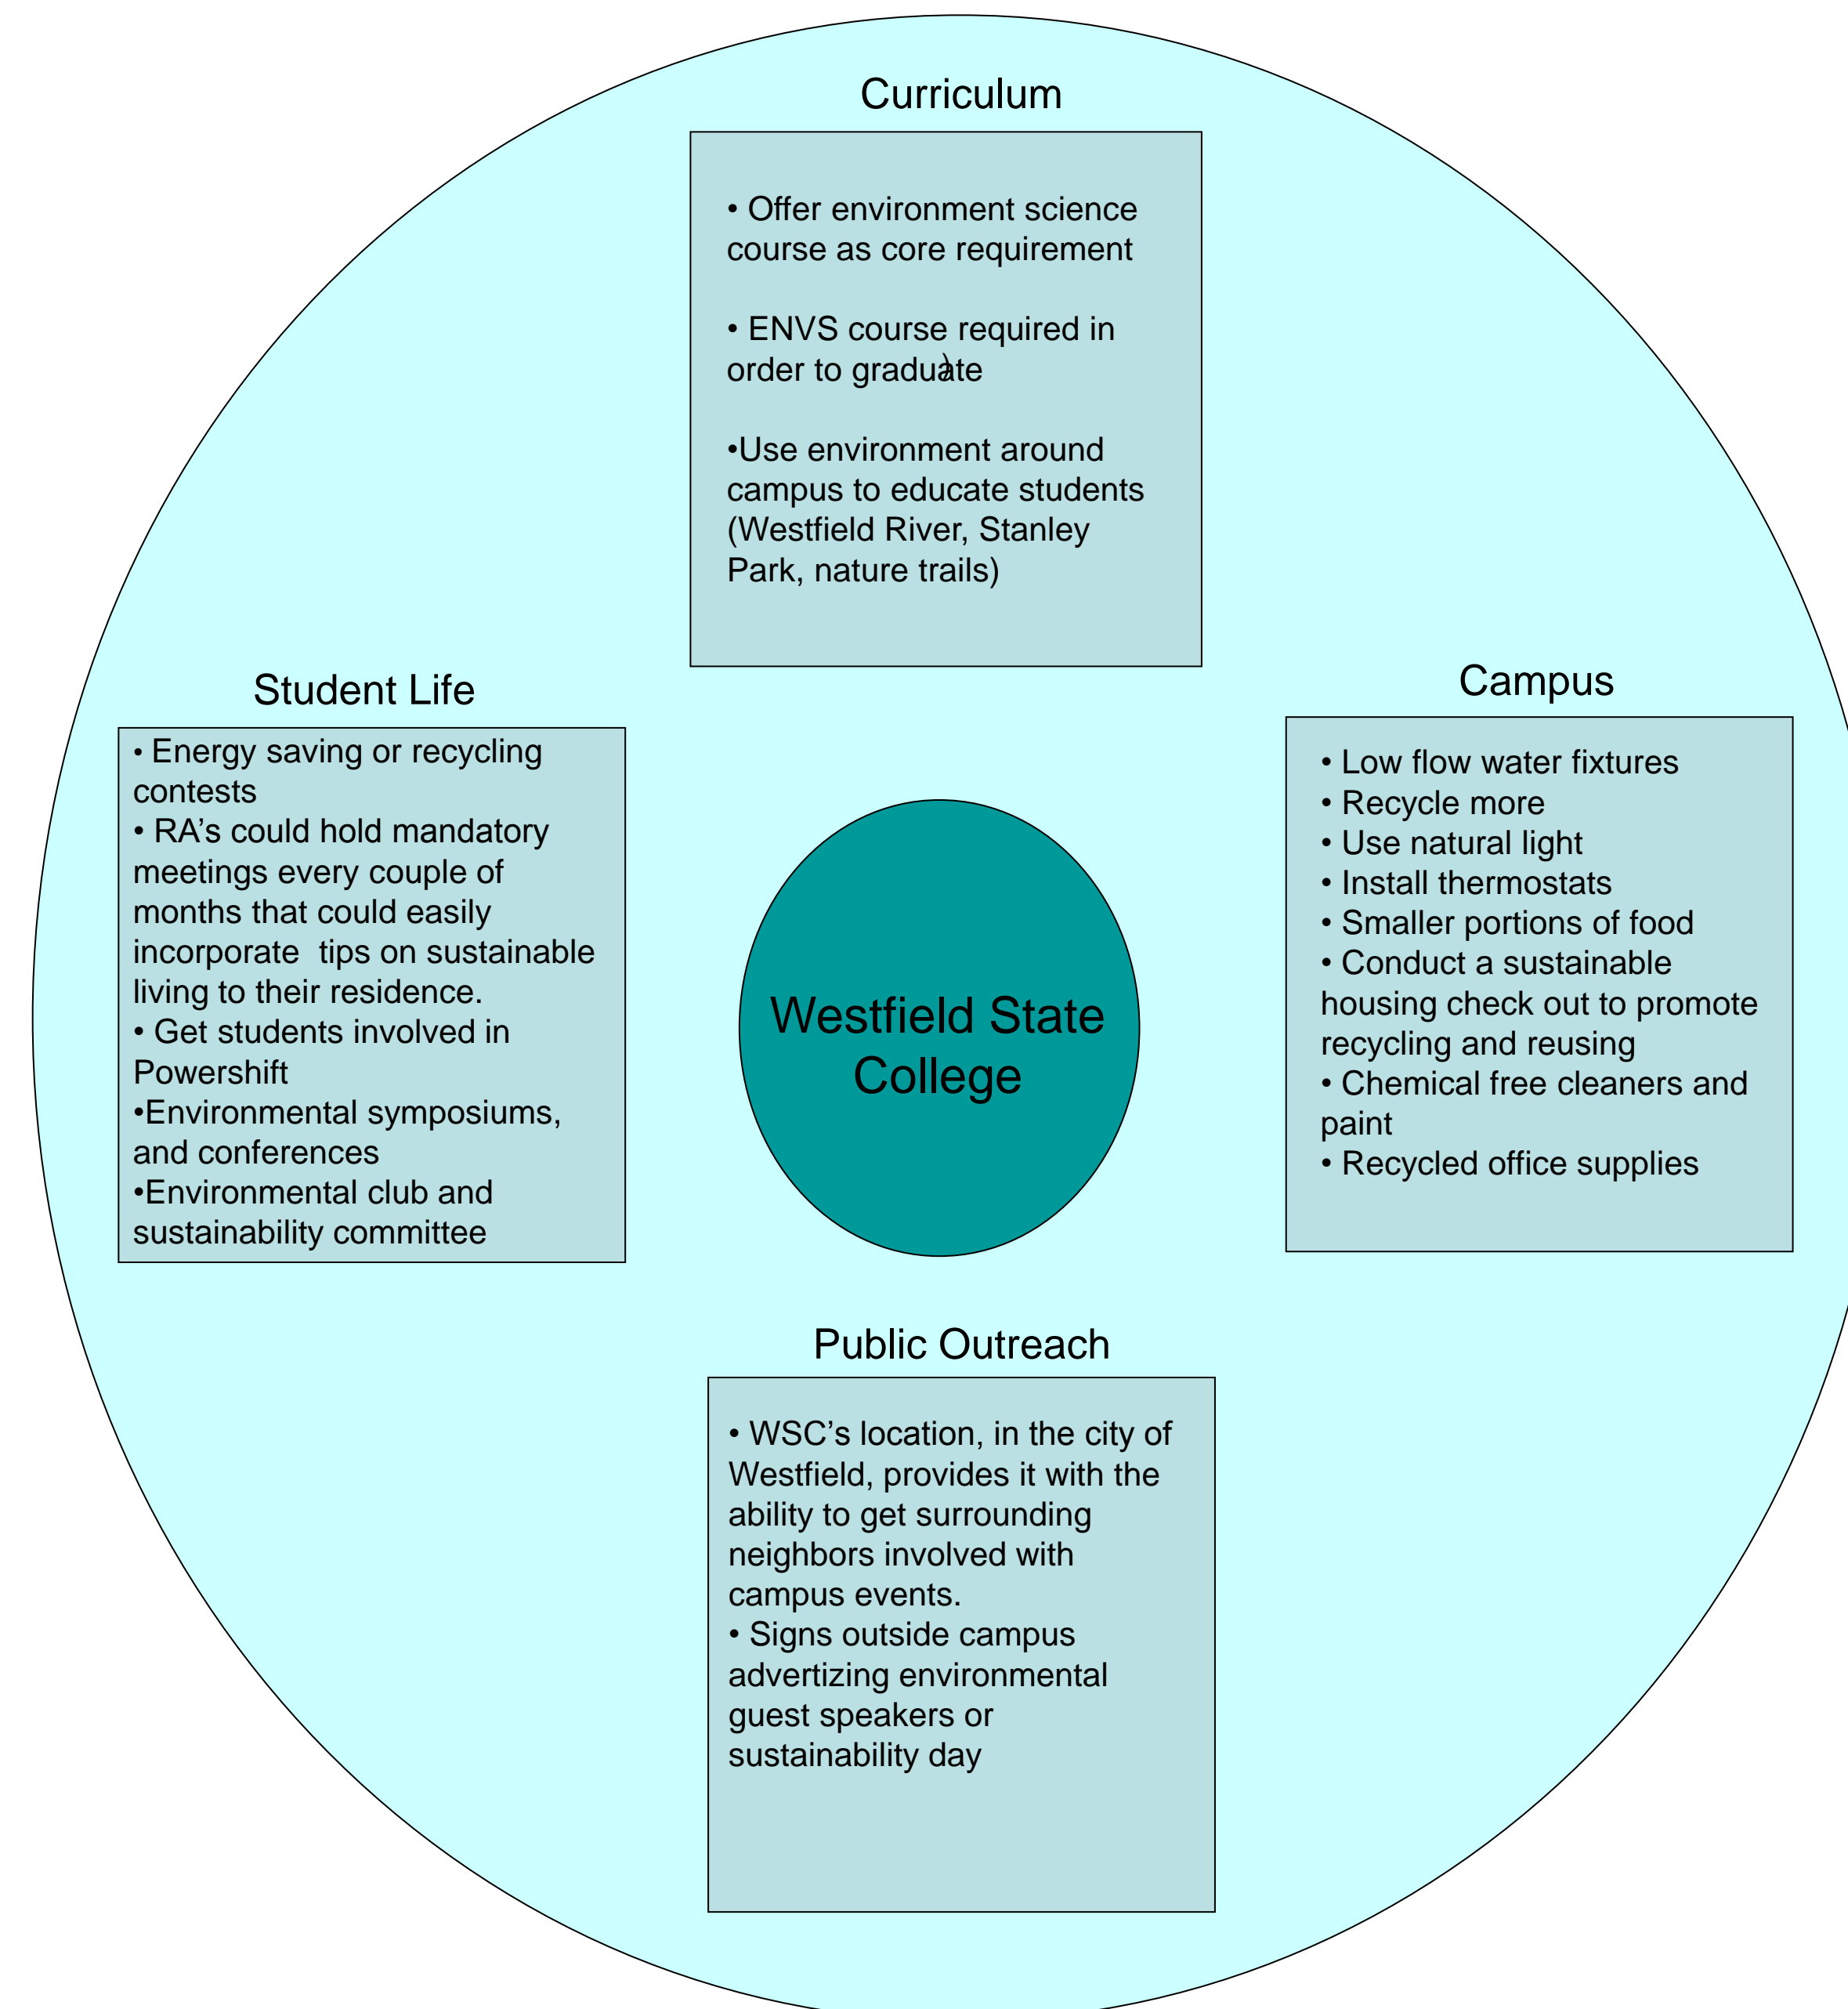 Curriculum
• Offer environment science
course as core requirement
• ENVS course required in
order to graduate
)
•Use environment around
campus to educate students
(Westfield River, Stanley
Park, nature trails)
Student Life
• Energy saving or recycling
contests
• RA’s could hold mandatory
meetings every couple of
months that could easily
incorporate  tips on sustainable
living to their residence.
• Get students involved in
Powershift
•Environmental symposiums,
and conferences
•Environmental club and
sustainability committee
Westfield State
College
Campus
• Low flow water fixtures
• Recycle more
• Use natural light
• Install thermostats
• Smaller portions of food
• Conduct a sustainable
housing check out to promote
recycling and reusing
• Chemical free cleaners and
paint
• Recycled office supplies
Public Outreach
• WSC’s location, in the city of
Westfield, provides it with the
ability to get surrounding
neighbors involved with
campus events.
• Signs outside campus
advertizing environmental
guest speakers or
sustainability day